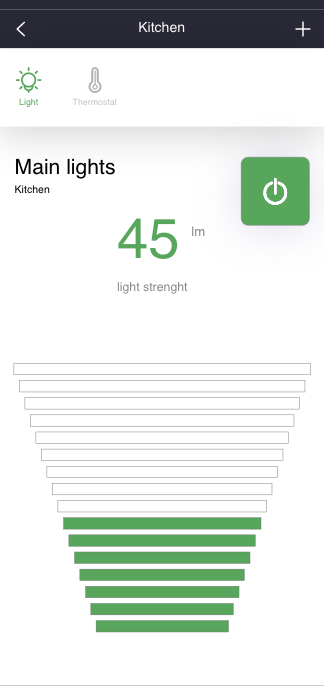 Kitchen
Light
Thermostat
Main lights
Kitchen
45 lm
light strenght